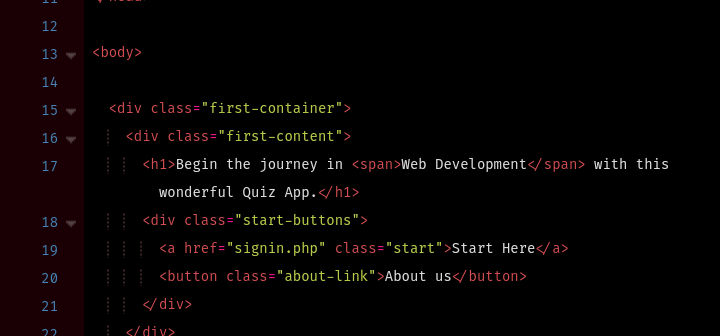 12
13 <body>
14
15 <div class="first-container">
16 <div class="first-content">
17 <h1>Begin the journey in <span>Web Development</span> with this
wonderful Quiz App.</h1>
18 <div class="start-buttons">
19 <a href="signin.php" class="start">Start Here</a>
20 <button class="about-link">About us</button>
21 </div>
22 </div>